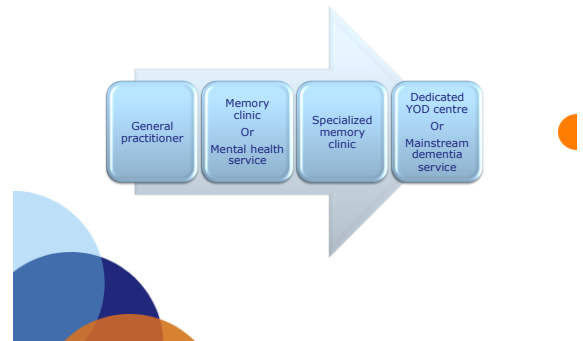 General
practitioner
Memory
clinic
Or
Mental health
service
Specialized
memory
clinic
Dedicated
YOD centre
Or
Mainstream
dementia
service